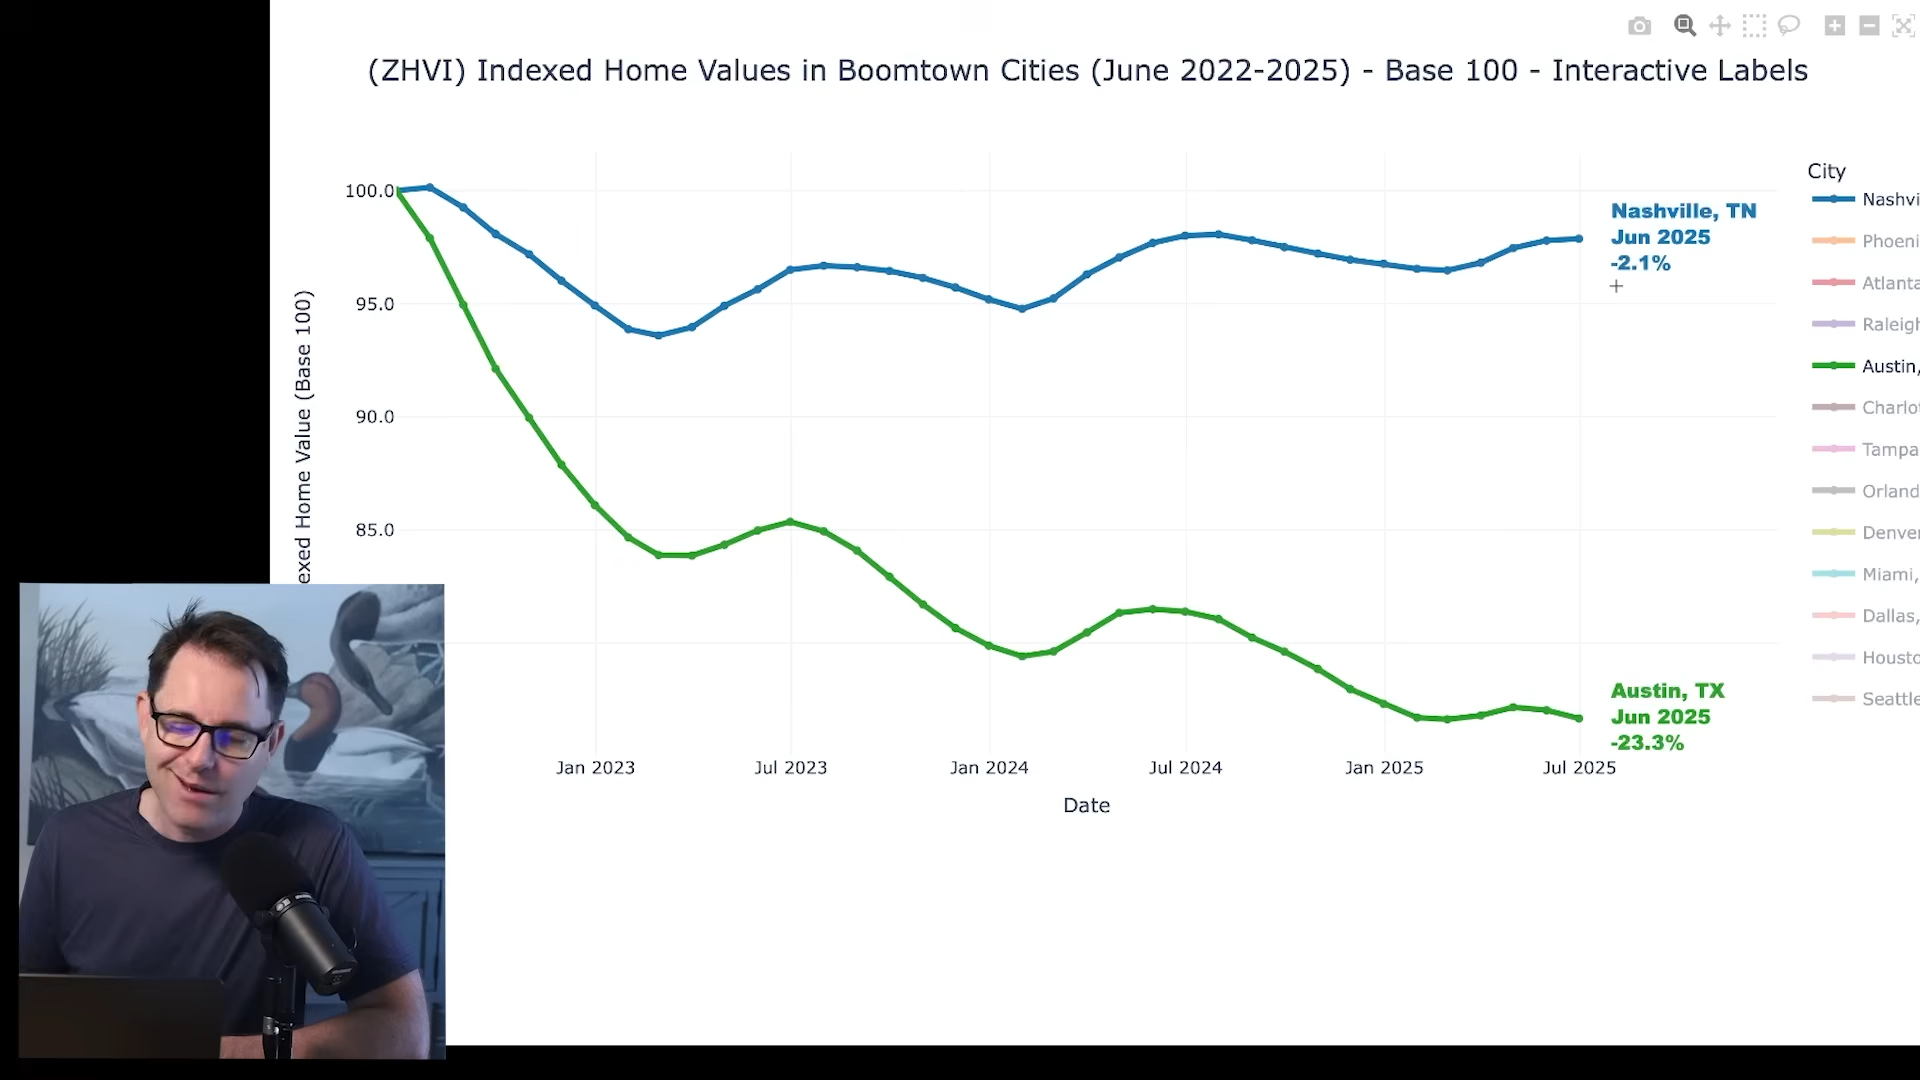 (ZHVI) Indexed Home Values in Boomtown Cities (June 2022-2025) - Base 100 - Interactive Labels
City
Nashvi
Phoeni
Atlanta
Raleigh
Austin,
Charlot
Tampa
Orland
Denver
Miami,
Dallas,
Housto
Seattle
100.0
95.0
90.0
85.0
exed Home Value (Base 100)
Nashville, TN
Jun 2025
-2.1%
Austin, TX
Jun 2025
-23.3%
Jan 2023
Jul 2023
Jan 2024
Jul 2024
Jan 2025
Jul 2025
Date